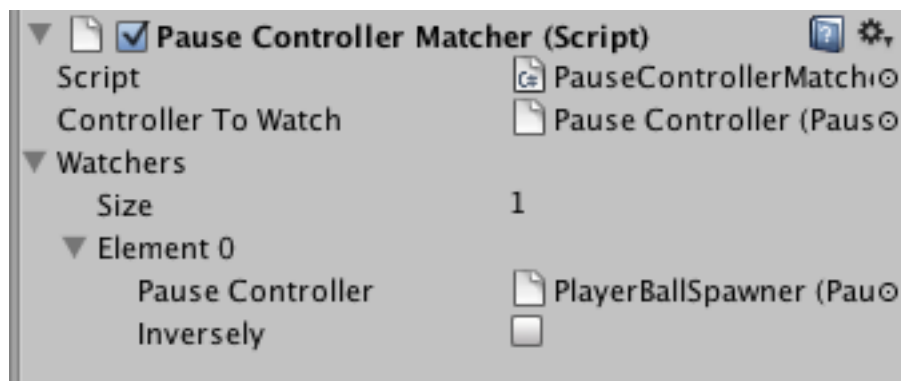 Pause Controller Matcher (Script)
Script C# PauseControllerMatch
Controller To Watch Pause Controller (Paus
Watchers
Size 1
Element 0
Pause Controller PlayerBallSpawner (Pau
Inversely